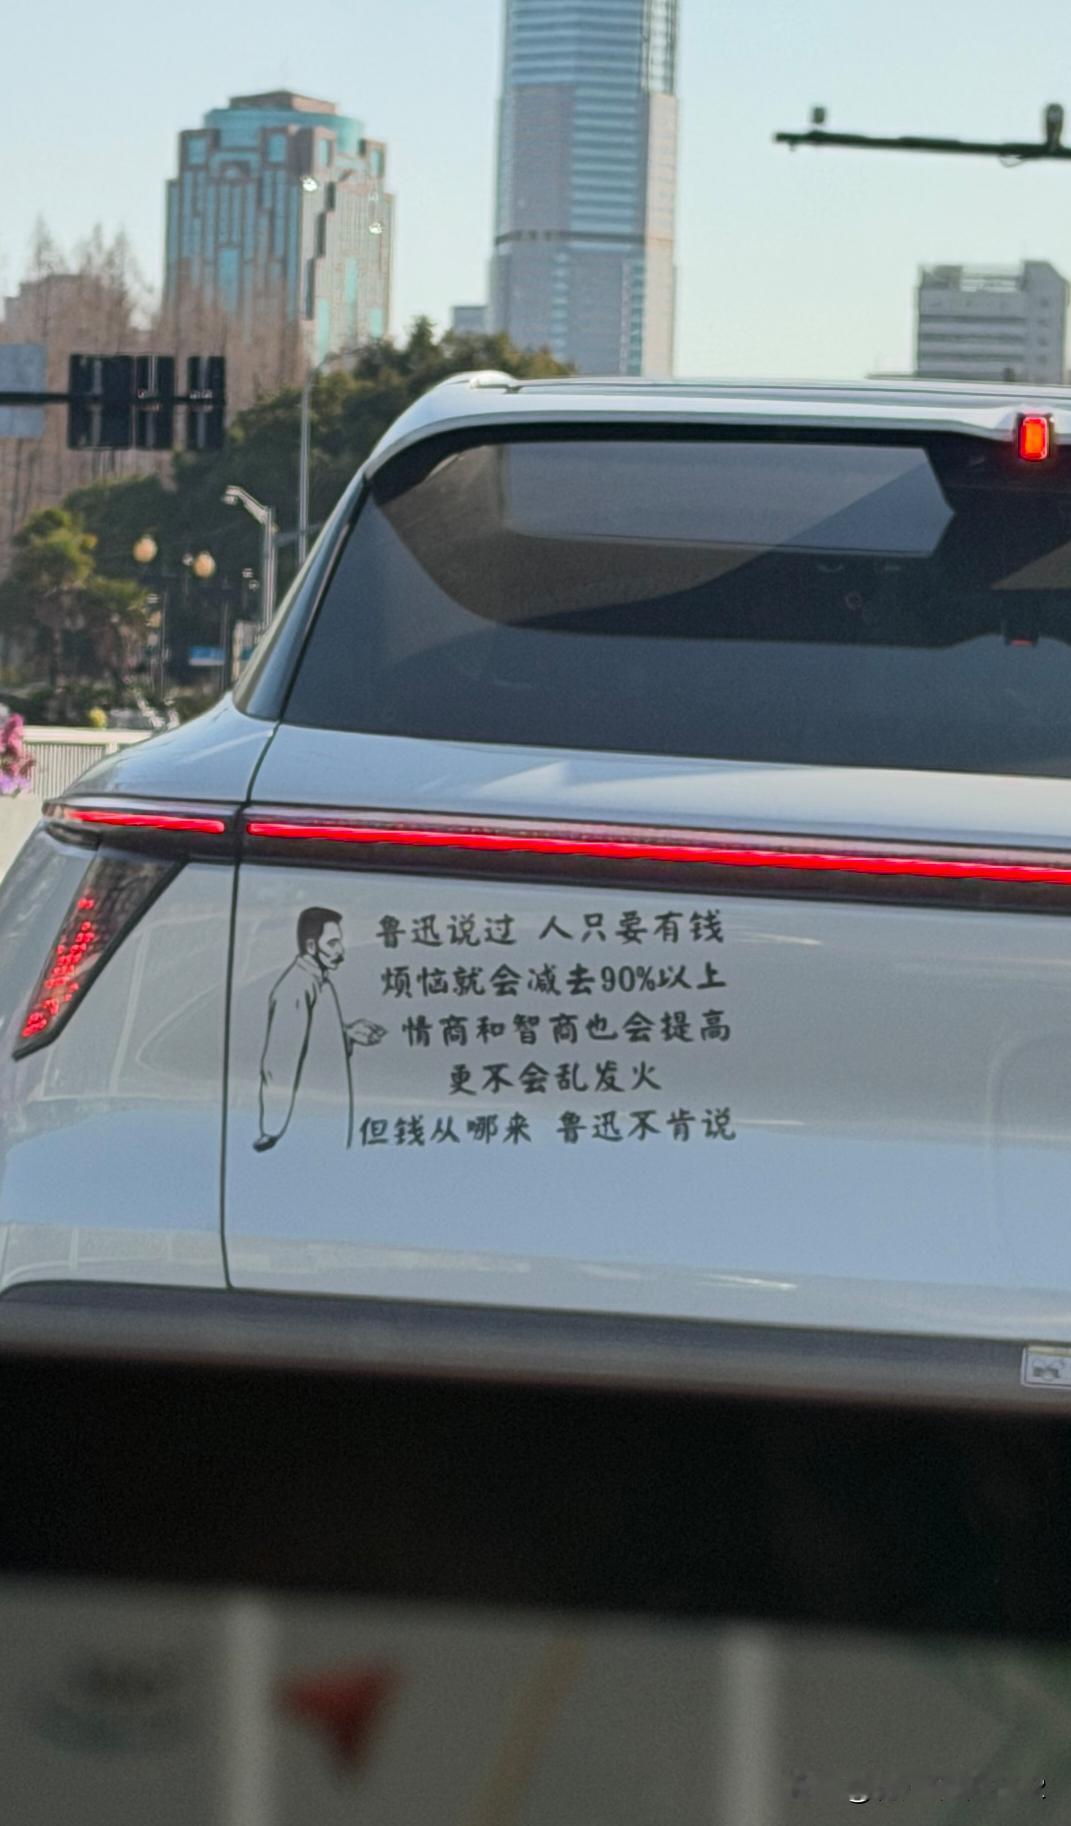 鲁迅说过 人只要有钱
烦恼就会减去90%以上
情商和智商也会提高
更不会乱发火
但钱从哪来 鲁迅不肯说